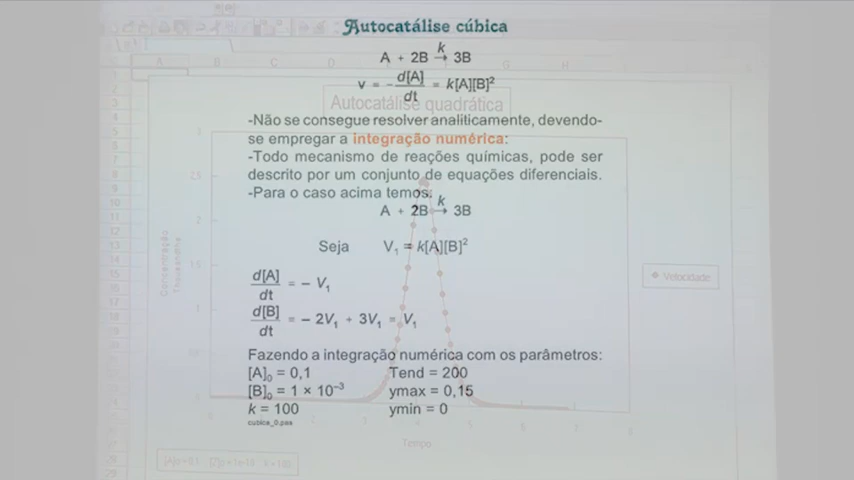 Autocatálise cúbica
A + 2B k→ 3B
v = - d[A]/dt = k[A][B]²
Autocatálise quadrática
-Não se consegue resolver analiticamente, devendo-
se empregar a integração numérica:
-Todo mecanismo de reações químicas, pode ser
descrito por um conjunto de equações diferenciais.
-Para o caso acima temos:
A + 2B k→ 3B
Seja V₁ = k[A][B]²
d[A]/dt = - V₁
d[B]/dt = - 2V₁ + 3V₁ = V₁
Velocidade
Concentração
Fazendo a integração numérica com os parâmetros:
[A]₀ = 0,1 Tend = 200
[B]₀ = 1 × 10⁻³ ymax = 0,15
k = 100 ymin = 0
cubica_0.pas
Tempo